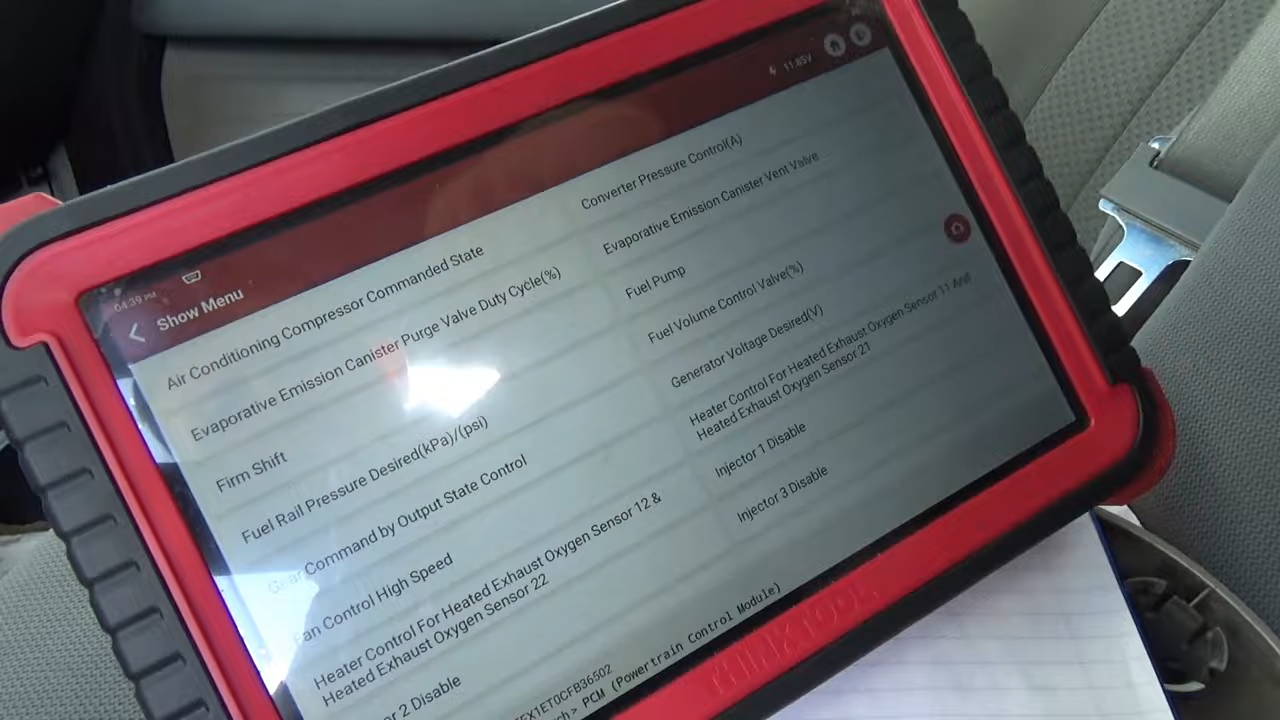 04:39 PM
11.85V
Show Menu
Air Conditioning Compressor Commanded State
Converter Pressure Control(A)
Evaporative Emission Canister Purge Valve Duty Cycle(%)
Evaporative Emission Canister Vent Valve
Firm Shift
Fuel Pump
Fuel Rail Pressure Desired(kPa)/(psi)
Fuel Volume Control Valve(%)
Gear Command by Output State Control
Generator Voltage Desired(V)
Fan Control High Speed
Heater Control For Heated Exhaust Oxygen Sensor 11 And
Heated Exhaust Oxygen Sensor 21
Heater Control For Heated Exhaust Oxygen Sensor 12 &
Heated Exhaust Oxygen Sensor 22
Injector 1 Disable
r 2 Disable
Injector 3 Disable
EX1ET0CFB36502
> PCM (Powertrain Control Module)